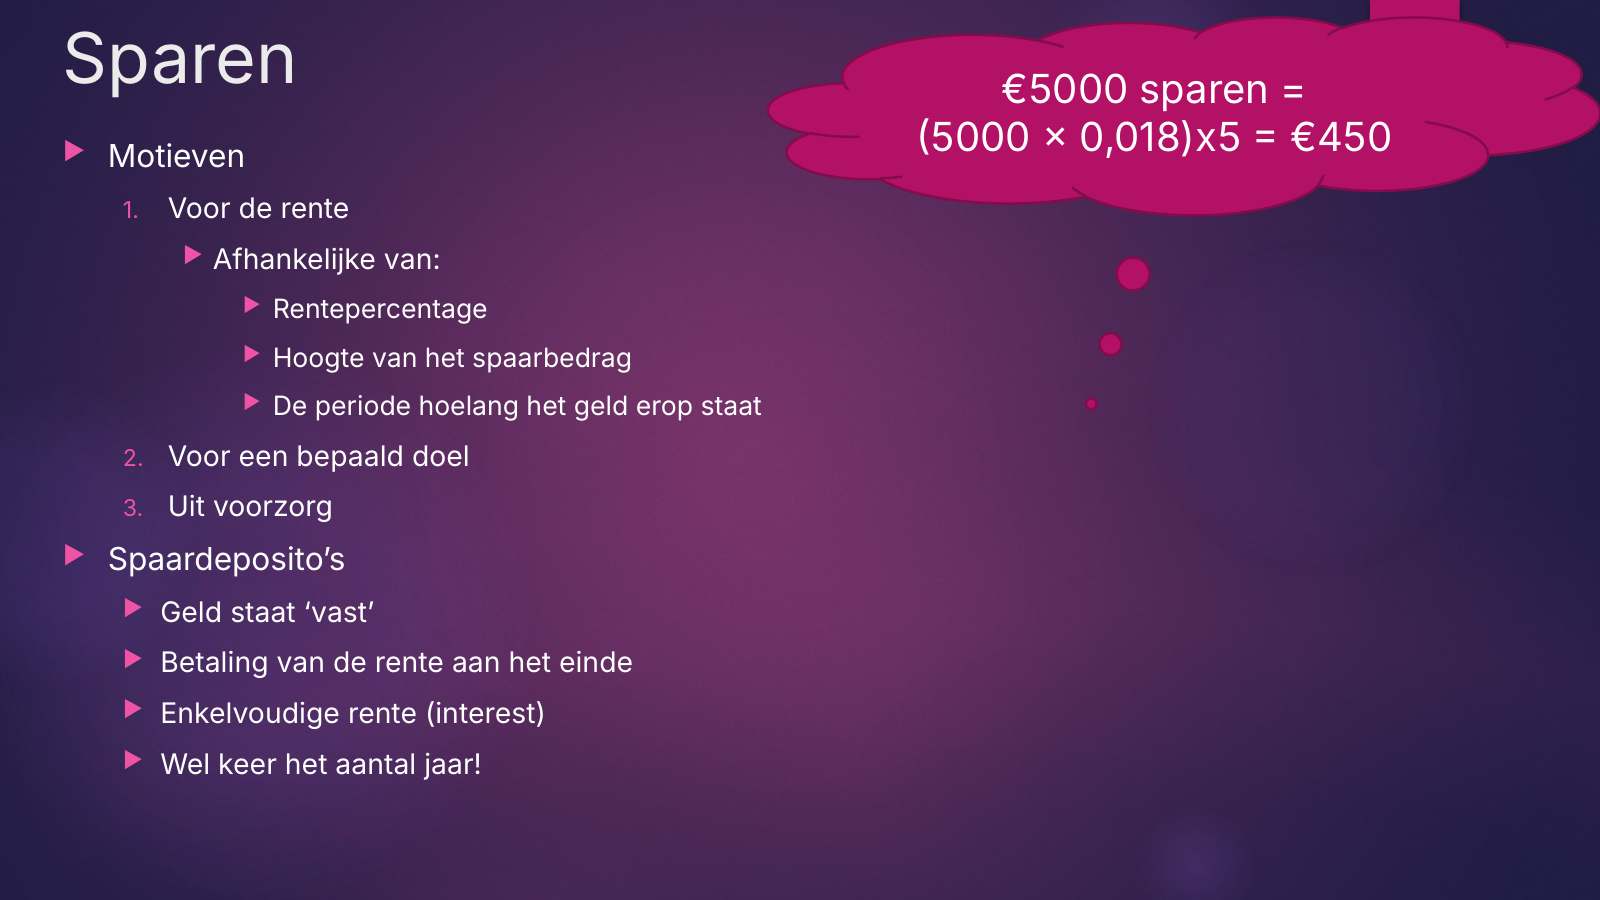 Sparen
€5000 sparen =
(5000 × 0,018)x5 = €450
Motieven
1. Voor de rente
Afhankelijke van:
Rentepercentage
Hoogte van het spaarbedrag
De periode hoelang het geld erop staat
2. Voor een bepaald doel
3. Uit voorzorg
Spaardeposito’s
Geld staat ‘vast’
Betaling van de rente aan het einde
Enkelvoudige rente (interest)
Wel keer het aantal jaar!